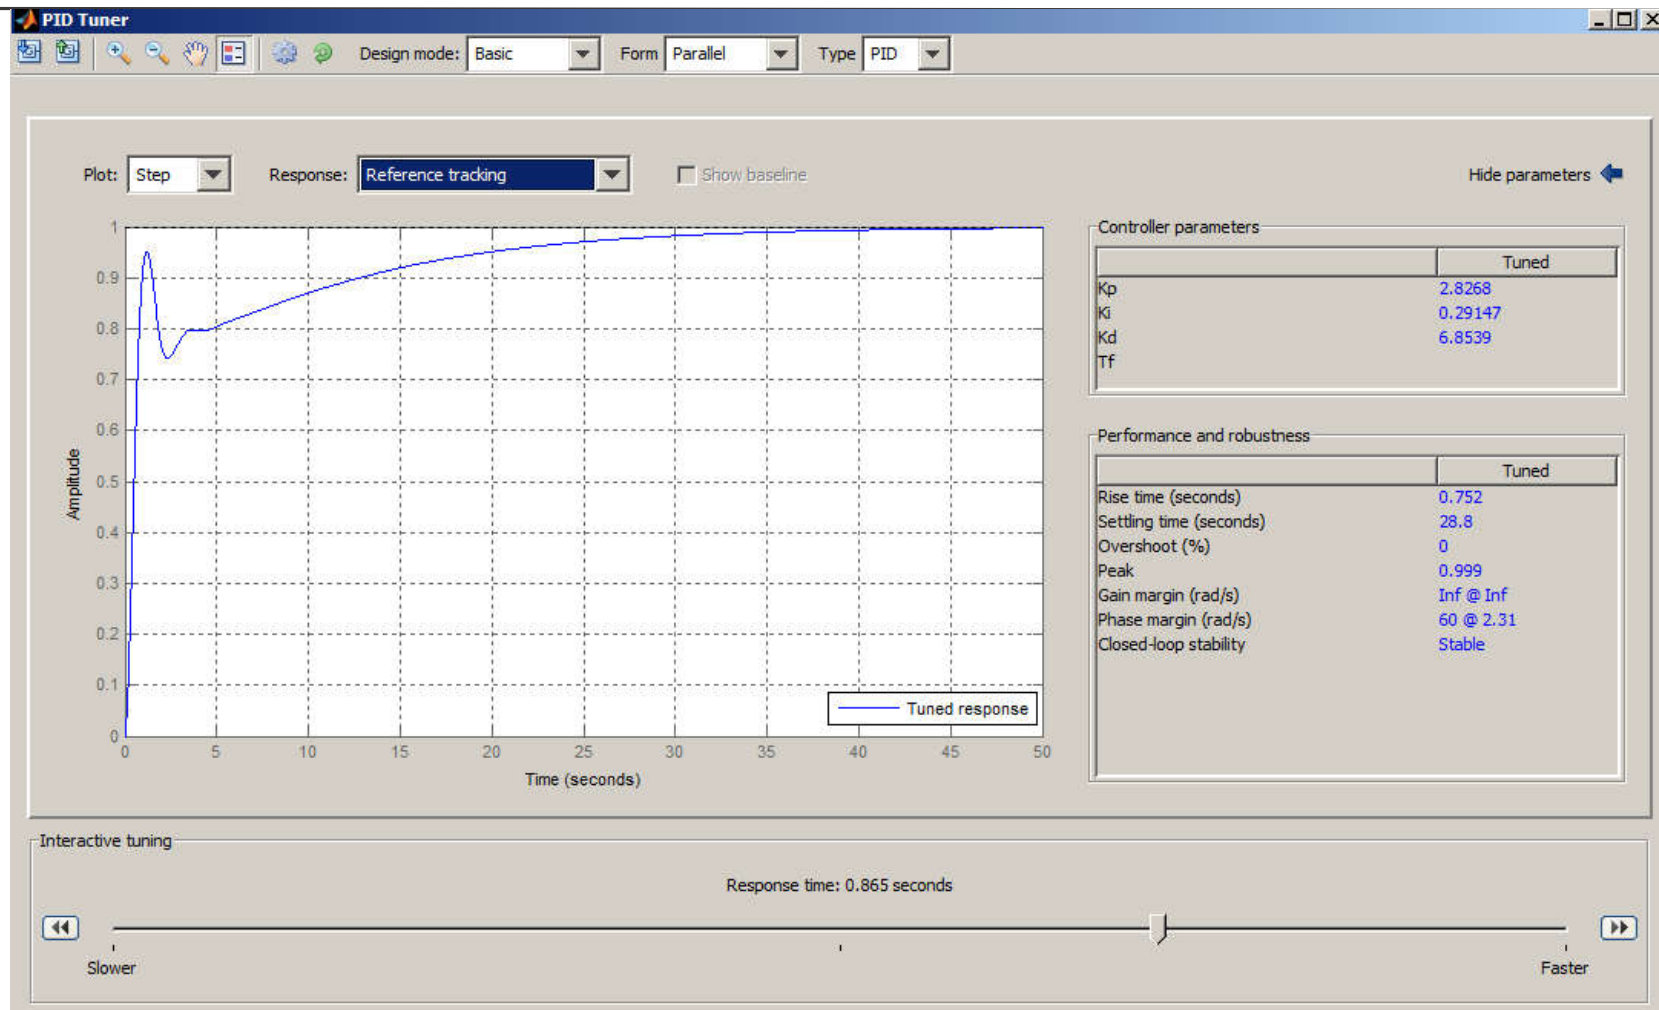 PID Tuner
Design mode: Basic Form Parallel Type PID
Plot: Step Response: Reference tracking Show baseline Hide parameters
1
0.9
0.8
0.7
0.6
0.5
0.4
0.3
0.2
0.1
0
Amplitude
Tuned response
0 5 10 15 20 25 30 35 40 45 50
Time (seconds)
Controller parameters
Tuned
Kp 2.8268
Ki 0.29147
Kd 6.8539
Tf
Performance and robustness
Tuned
Rise time (seconds) 0.752
Settling time (seconds) 28.8
Overshoot (%) 0
Peak 0.999
Gain margin (rad/s) Inf @ Inf
Phase margin (rad/s) 60 @ 2.31
Closed-loop stability Stable
Interactive tuning
Response time: 0.865 seconds
Slower Faster